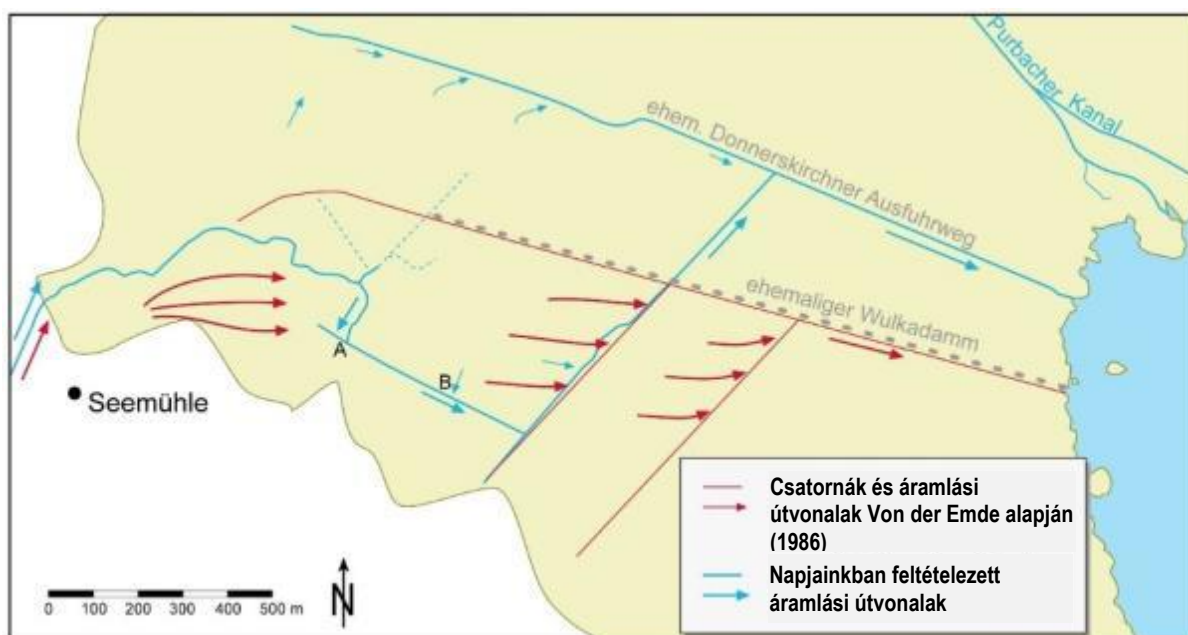 Purbacher Kanal
ehem. Donnerskirchner Ausfuhrweg
ehemaliger Wulkadamm
A
B
Seemühle
Csatornák és áramlási
útvonalak Von der Emde alapján
(1986)
Napjainkban feltételezett
áramlási útvonalak
0 100 200 300 400 500 m
N